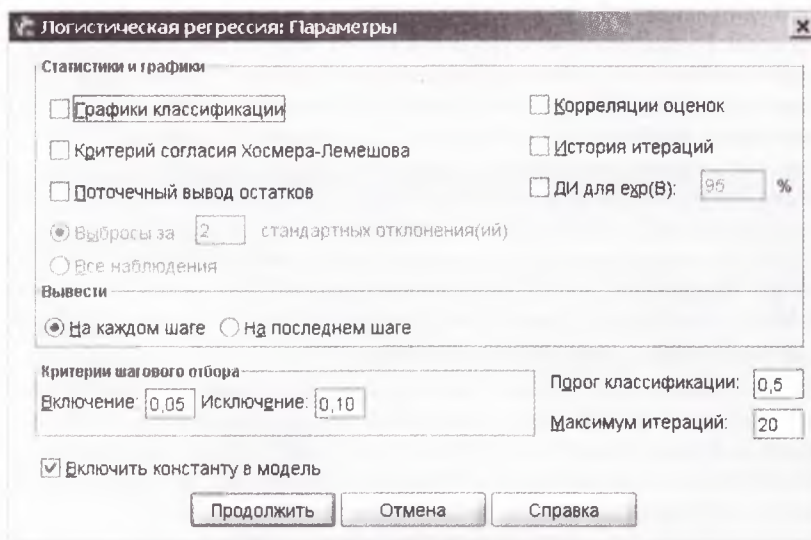 Логистическая регрессия: Параметры
Статистики и графики
Графики классификации
Корреляции оценок
Критерий согласия Хосмера-Лемешова
История итераций
Поточечный вывод остатков
ДИ для exp(B): 95 %
Выбросы за 2 стандартных отклонения(ий)
Все наблюдения
Вывести
На каждом шаге На последнем шаге
Критерии шагового отбора
Включение: 0,05 Исключение: 0,10
Порог классификации: 0,5
Максимум итераций: 20
Включить константу в модель
Продолжить Отмена Справка